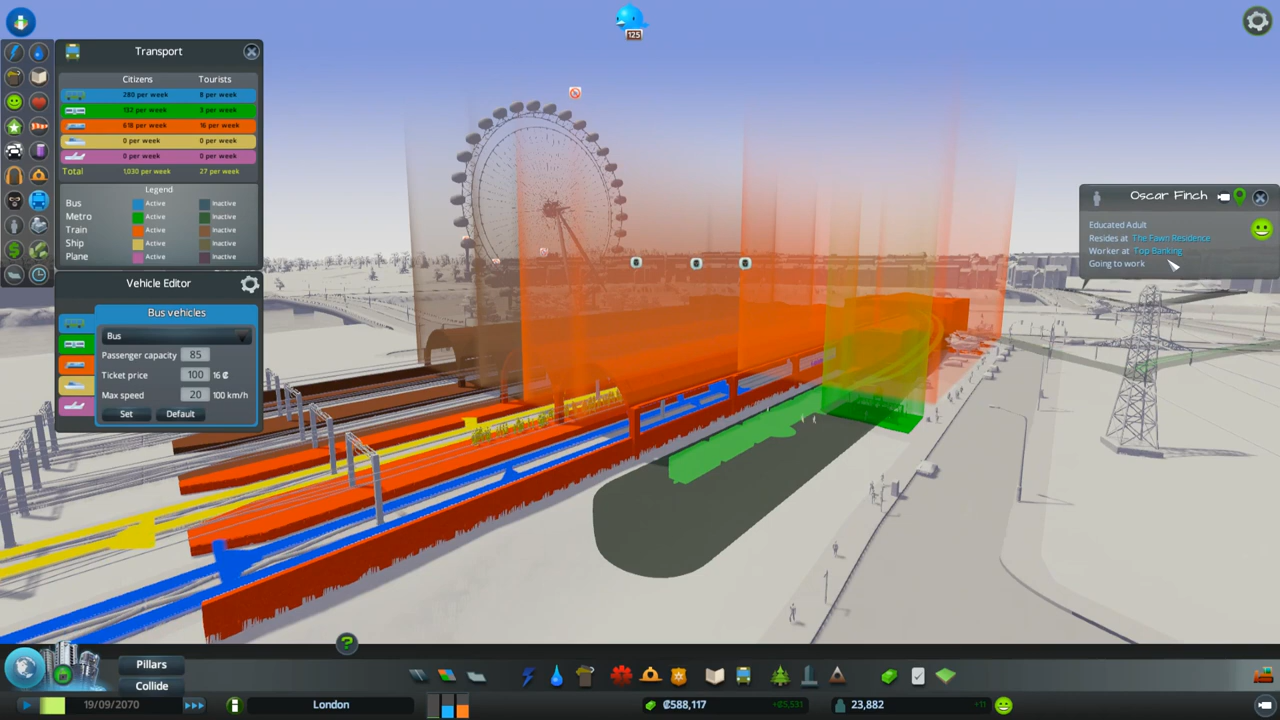 125
Transport
Citizens Tourists
280 per week 8 per week
132 per week 3 per week
618 per week 16 per week
0 per week 0 per week
0 per week 0 per week
Total 1,030 per week 27 per week
Legend
Bus Active Inactive
Metro Active Inactive
Train Active Inactive
Ship Active Inactive
Plane Active Inactive
Vehicle Editor
Bus vehicles
Bus
Passenger capacity 85
Ticket price 100 16 ₡
Max speed 20 100 km/h
Set Default
Oscar Finch
Educated Adult
Resides at The Fawn Residence
Worker at Top Banking
Going to work
?
Pillars
Collide
19/09/2070
London
₡588,117
+₡5,531
23,882
+11